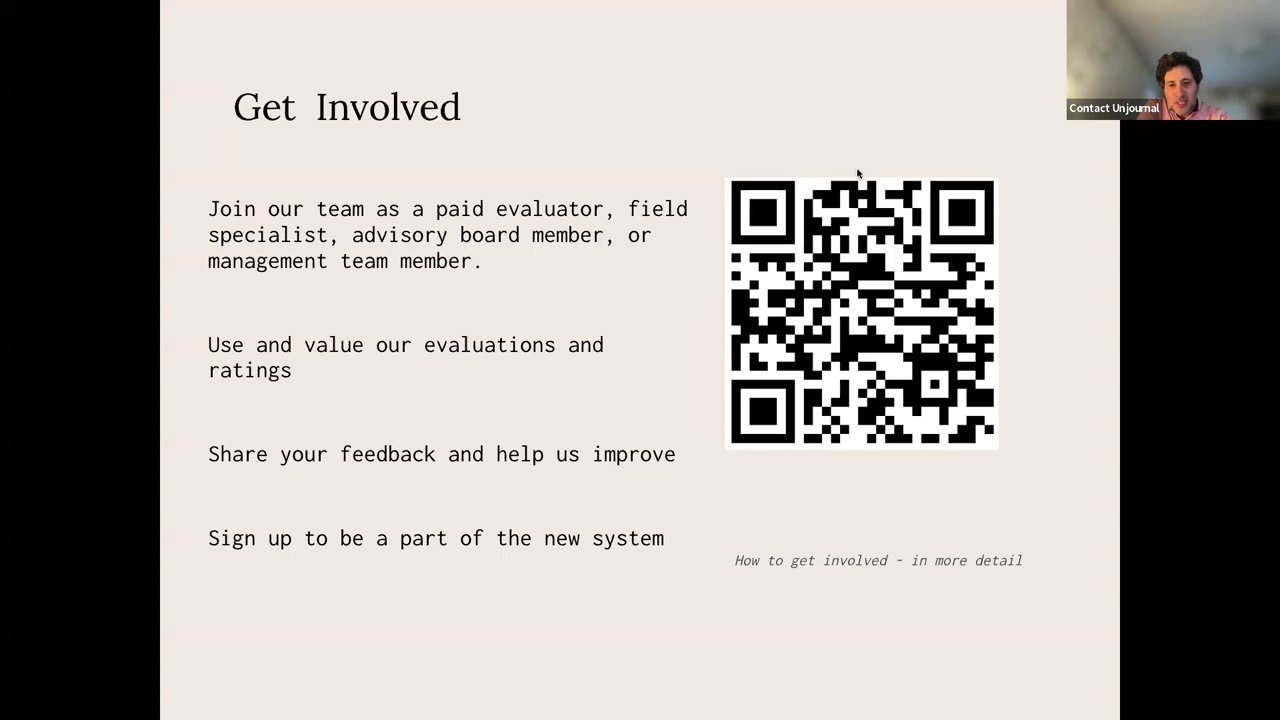 Get Involved
Contact Unjournal
Join our team as a paid evaluator, field
specialist, advisory board member, or
management team member.
Use and value our evaluations and
ratings
Share your feedback and help us improve
Sign up to be a part of the new system
How to get involved - in more detail